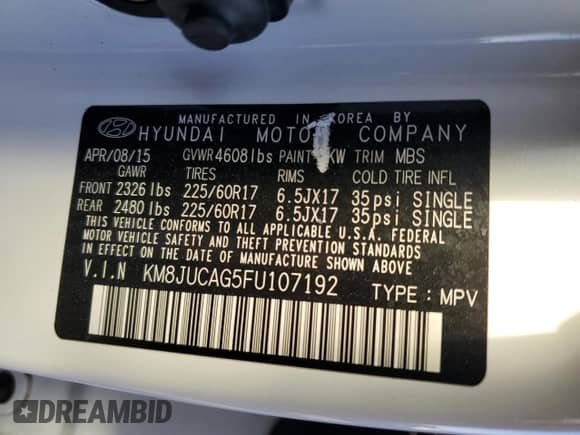 MANUFACTURED IN KOREA BY
HYUNDAI MOTOR COMPANY
APR/08/15 GVWR 4608lbs PAINT KW TRIM MBS
GAWR TIRES RIMS COLD TIRE INFL
FRONT 2326 lbs 225/60R17 6.5JX17 35psi SINGLE
REAR 2480 lbs 225/60R17 6.5JX17 35psi SINGLE
THIS VEHICLE CONFORMS TO ALL APPLICABLE U.S.A. FEDERAL
MOTOR VEHICLE SAFETY AND THEFT PREVENTION STANDARDS
IN EFFECT ON THE DATE OF MANUFACTURE SHOWN ABOVE.
V.I.N KM8JUCAG5FU107192 TYPE : MPV
DREAMBID